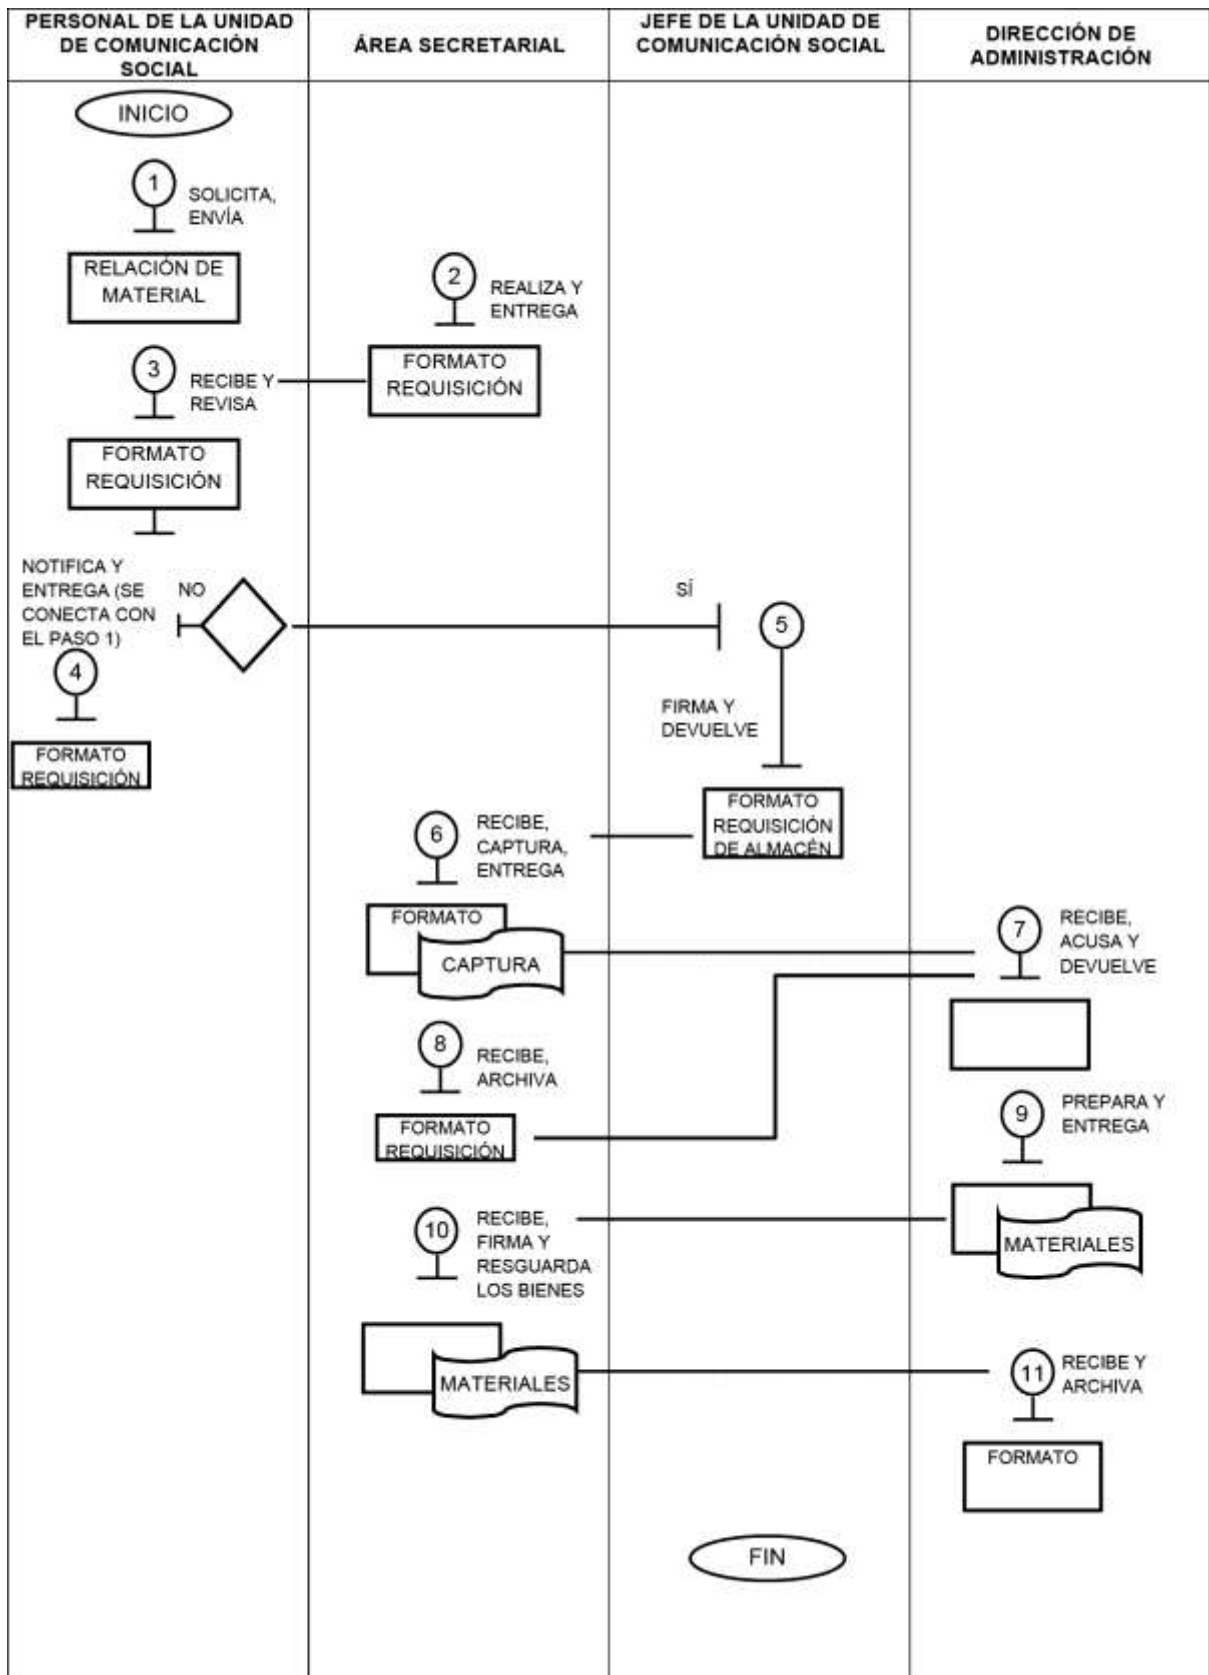 PERSONAL DE LA UNIDAD
DE COMUNICACIÓN
SOCIAL
ÁREA SECRETARIAL
JEFE DE LA UNIDAD DE
COMUNICACIÓN SOCIAL
DIRECCIÓN DE
ADMINISTRACIÓN
INICIO
1
SOLICITA,
ENVÍA
RELACIÓN DE
MATERIAL
2
REALIZA Y
ENTREGA
FORMATO
REQUISICIÓN
3
RECIBE Y
REVISA
FORMATO
REQUISICIÓN
NOTIFICA Y
ENTREGA (SE
CONECTA CON
EL PASO 1)
NO
SÍ
4
FORMATO
REQUISICIÓN
5
FIRMA Y
DEVUELVE
FORMATO
REQUISICIÓN
DE ALMACÉN
6
RECIBE,
CAPTURA,
ENTREGA
FORMATO
CAPTURA
7
RECIBE,
ACUSA Y
DEVUELVE
8
RECIBE,
ARCHIVA
FORMATO
REQUISICIÓN
9
PREPARA Y
ENTREGA
MATERIALES
10
RECIBE,
FIRMA Y
RESGUARDA
LOS BIENES
MATERIALES
11
RECIBE Y
ARCHIVA
FORMATO
FIN